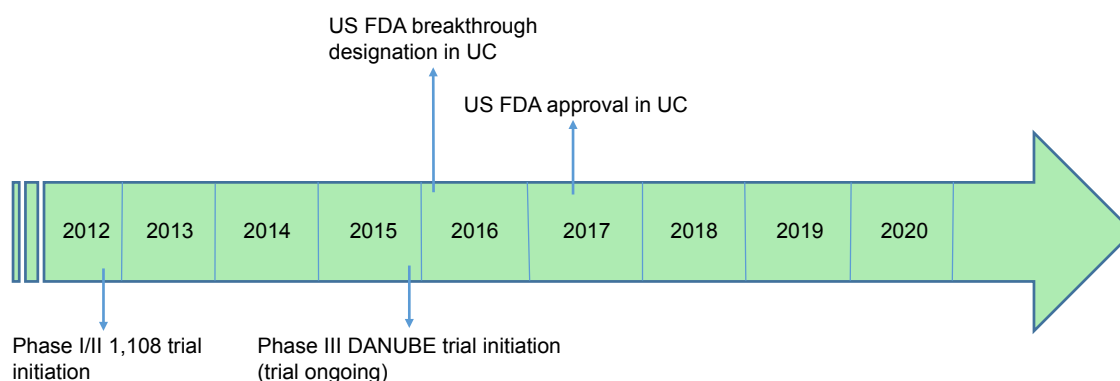 US FDA breakthrough
designation in UC
US FDA approval in UC
2012 2013 2014 2015 2016 2017 2018 2019 2020
Phase I/II 1,108 trial
initiation
Phase III DANUBE trial initiation
(trial ongoing)